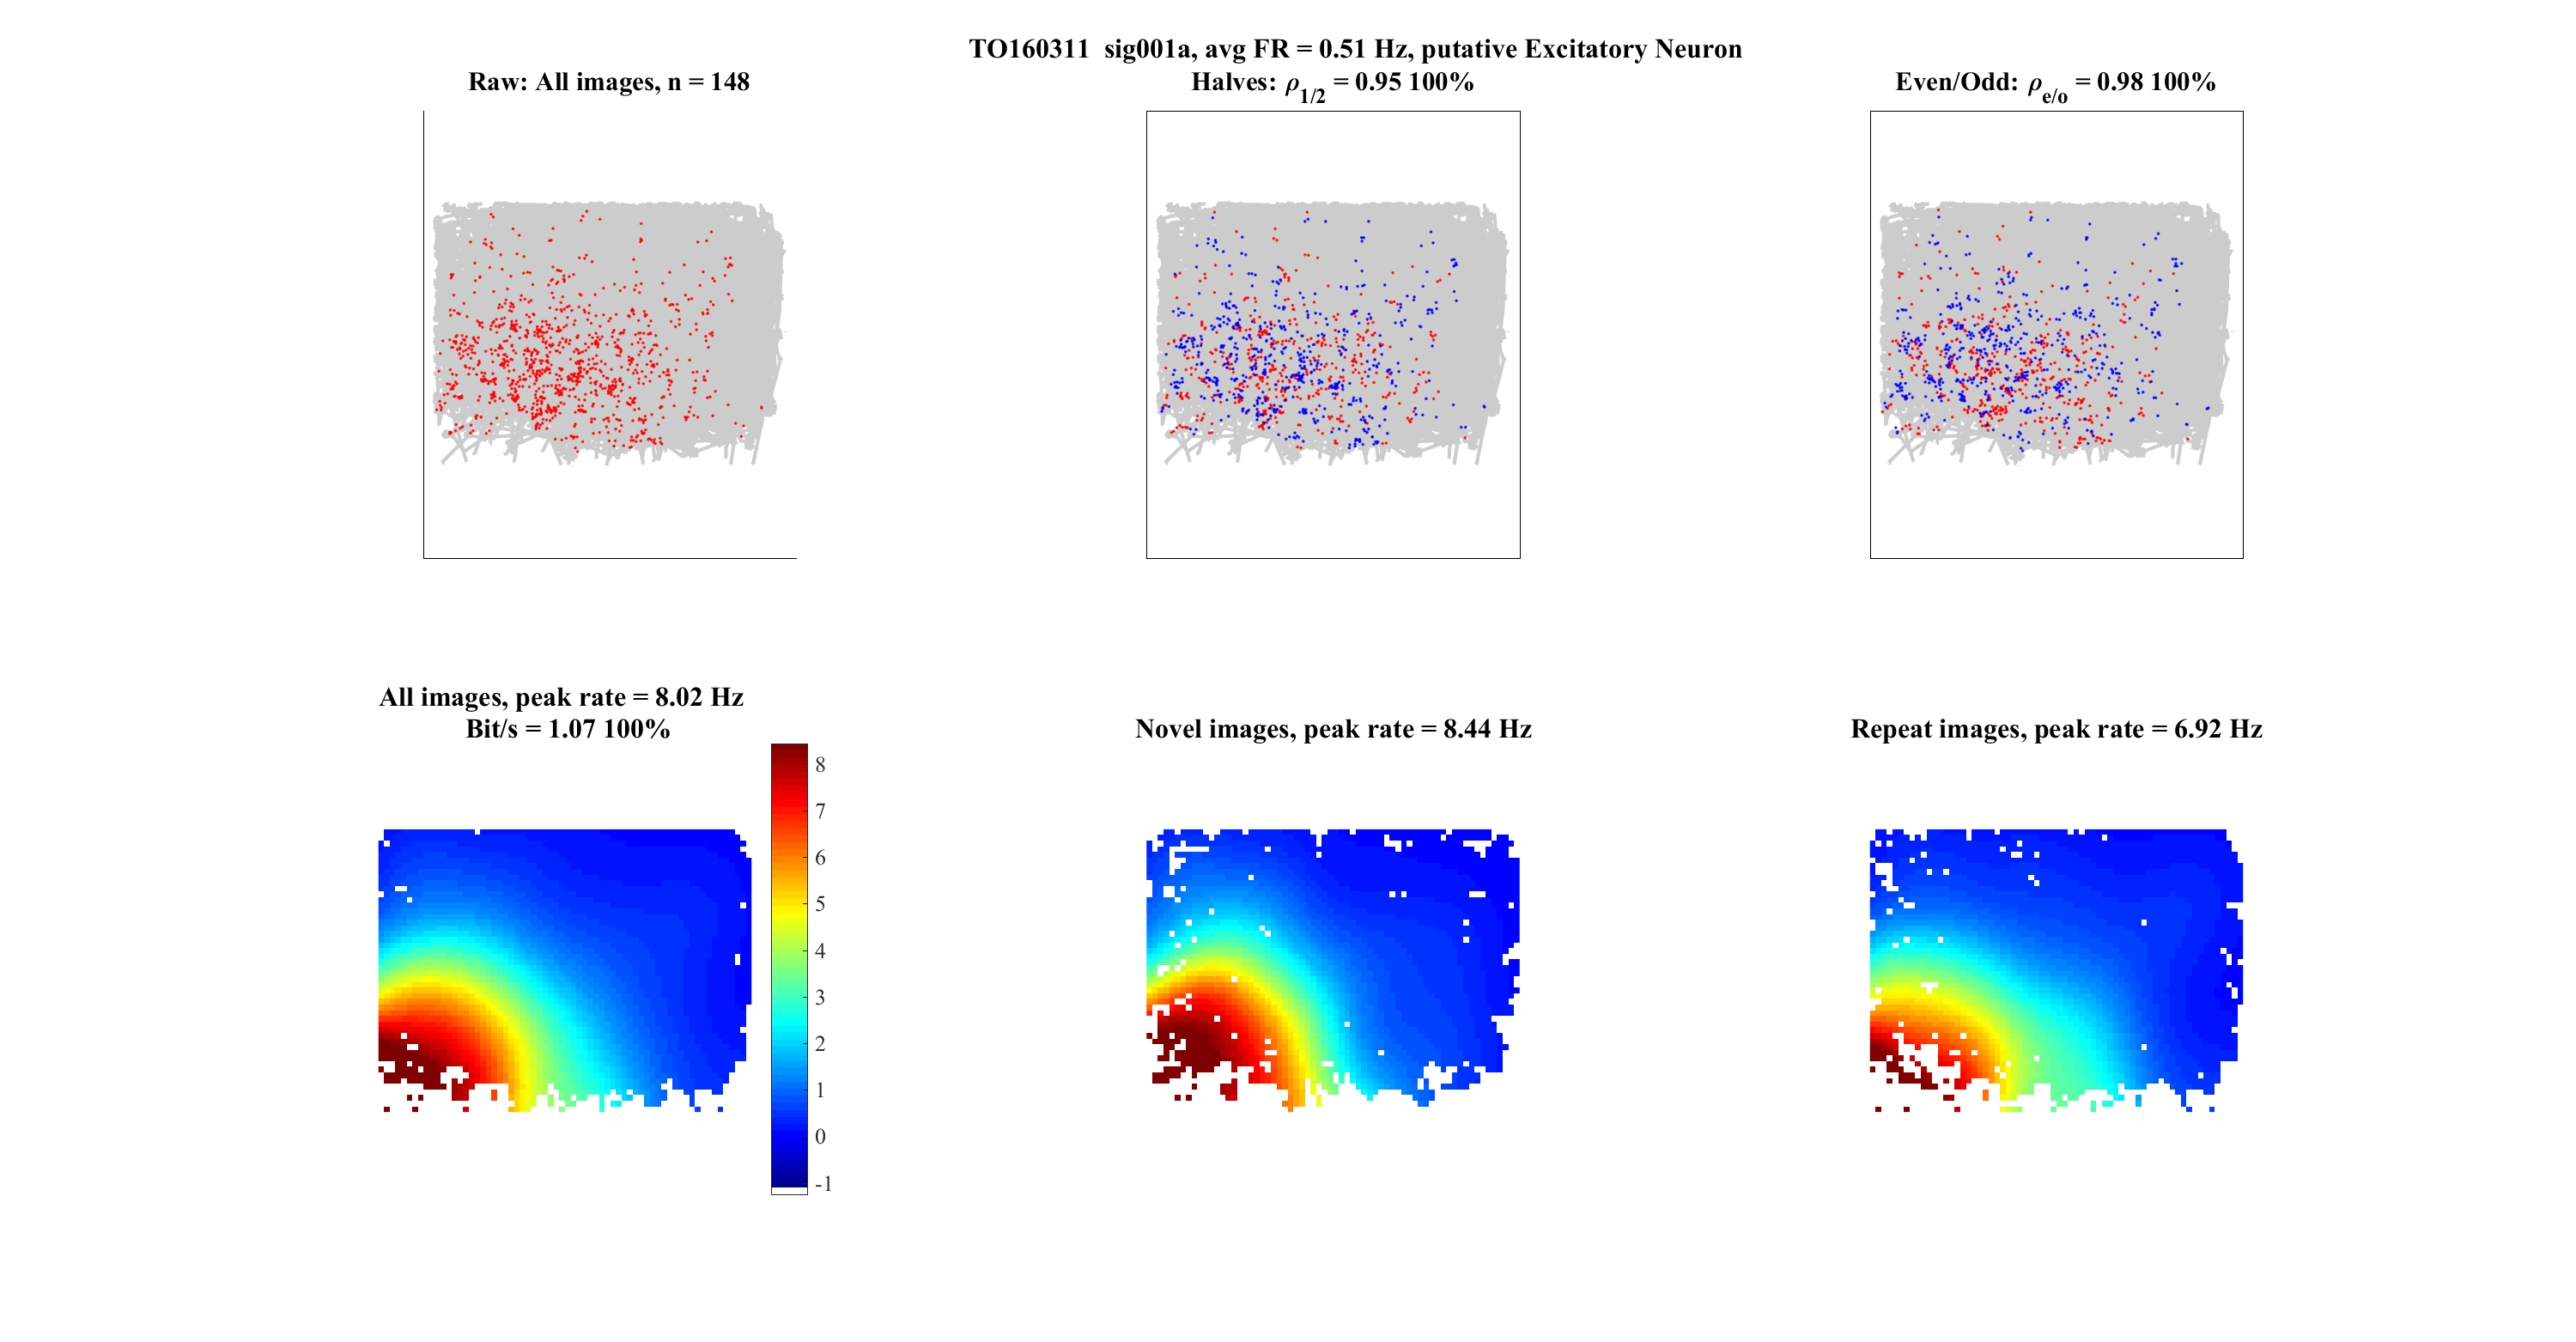 TO160311  sig001a, avg FR = 0.51 Hz, putative Excitatory Neuron
Raw: All images, n = 148
Halves: ρ1/2 = 0.95 100%
Even/Odd: ρe/o = 0.98 100%
All images, peak rate = 8.02 Hz
Bit/s = 1.07 100%
Novel images, peak rate = 8.44 Hz
Repeat images, peak rate = 6.92 Hz
8
7
6
5
4
3
2
1
0
-1